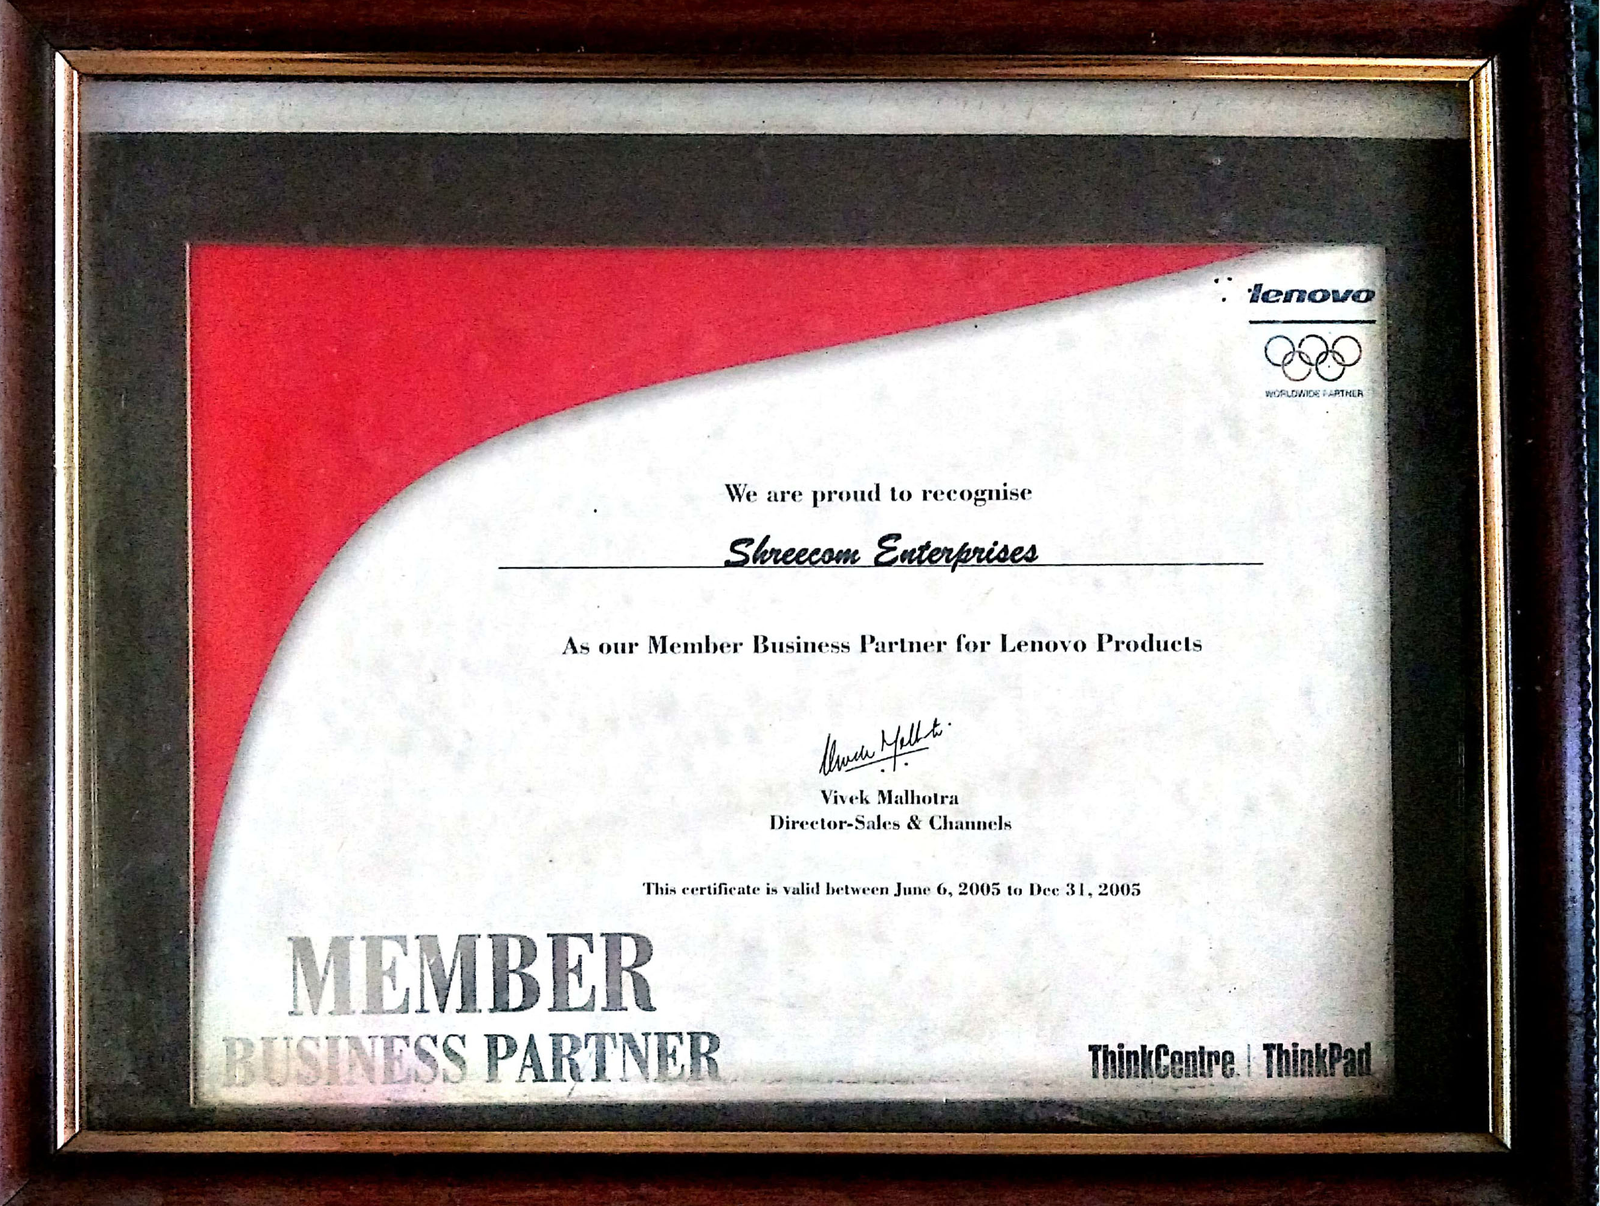 lenovo
WORLDWIDE PARTNER
We are proud to recognise
Shreecom Enterprises
As our Member Business Partner for Lenovo Products
Vivek Malhotra
Vivek Malhotra
Director-Sales & Channels
This certificate is valid between June 6, 2005 to Dec 31, 2005
MEMBER
BUSINESS PARTNER
ThinkCentre. | ThinkPad